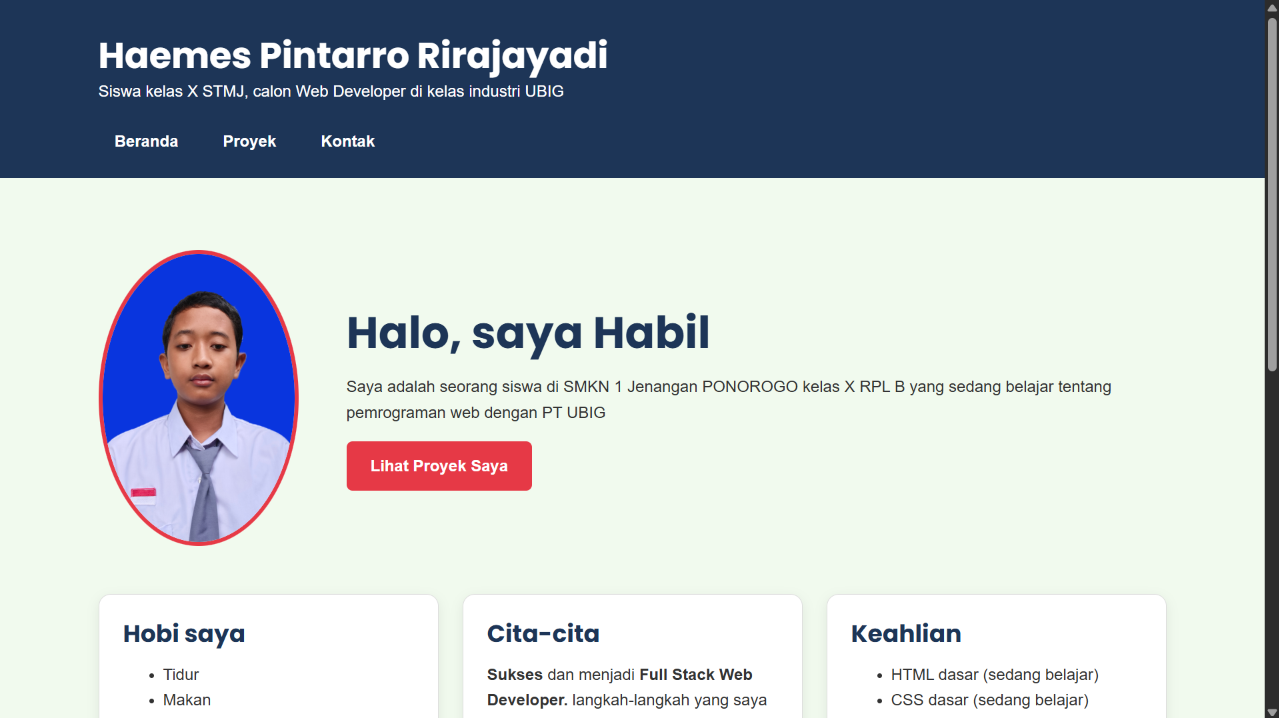 Haemes Pintarro Rirajayadi
Siswa kelas X STMJ, calon Web Developer di kelas industri UBIG
Beranda Proyek Kontak
Halo, saya Habil
Saya adalah seorang siswa di SMKN 1 Jenangan PONOROGO kelas X RPL B yang sedang belajar tentang
pemrograman web dengan PT UBIG
Lihat Proyek Saya
Hobi saya
• Tidur
• Makan
Cita-cita
Sukses dan menjadi Full Stack Web
Developer. langkah-langkah yang saya
Keahlian
• HTML dasar (sedang belajar)
• CSS dasar (sedang belajar)